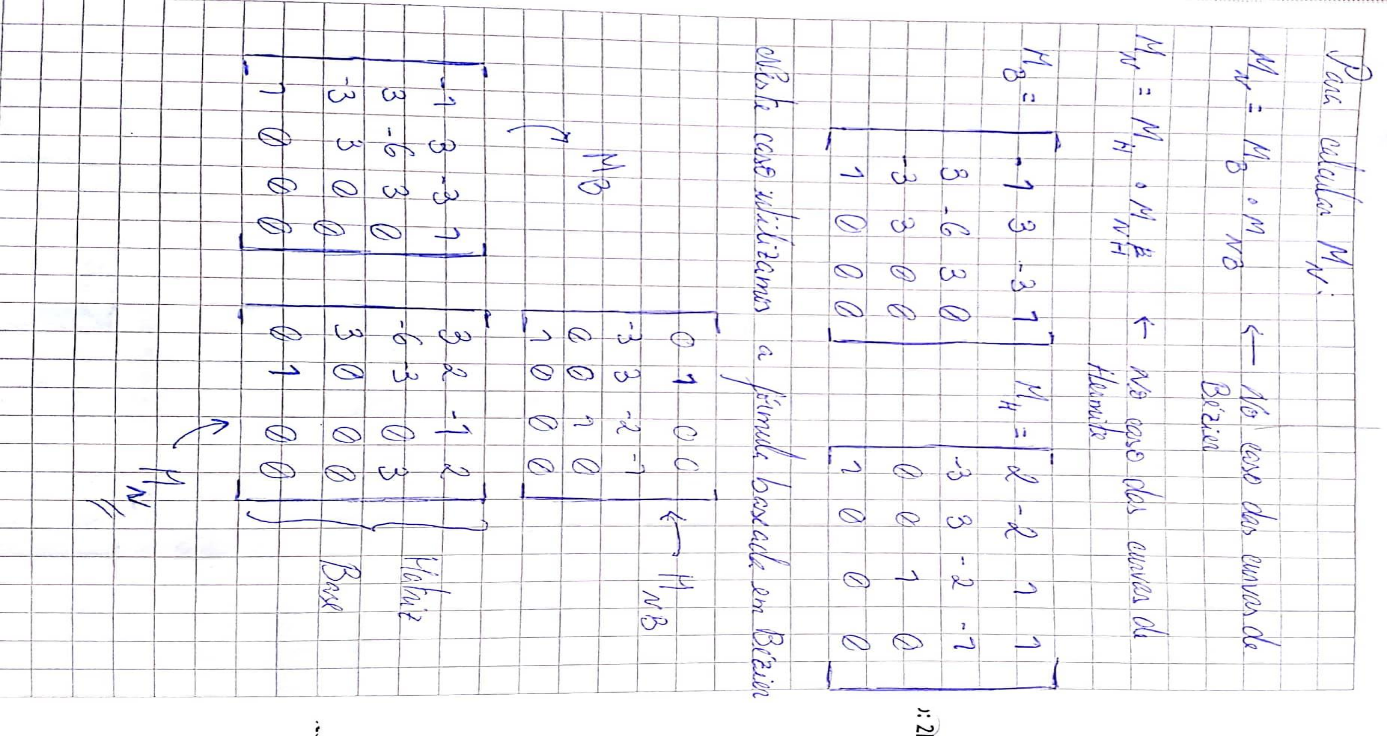 Para calcular M_N:
M_N = M_B . M_NB ← No caso das curvas de
Bézier
M_N = M_H . M_NH ← No caso das curvas de
Hermite
M_B = -1 3 -3 1 M_H = 2 -2 1 1
3 -6 3 0 -3 3 -2 -1
-3 3 0 0 0 0 1 0
1 0 0 0 1 0 0 0
Neste caso utilizamos a fórmula baseada em Bézier
0 1 0 0
-3 3 -2 -1 ← M_NB
0 0 1 0
1 0 0 0
MB
-1 3 -3 1 3 2 -1 2 Matriz
3 -6 3 0 -6 -3 0 3
-3 3 0 0 3 0 0 0 Base
1 0 0 0 0 1 0 0
M_N